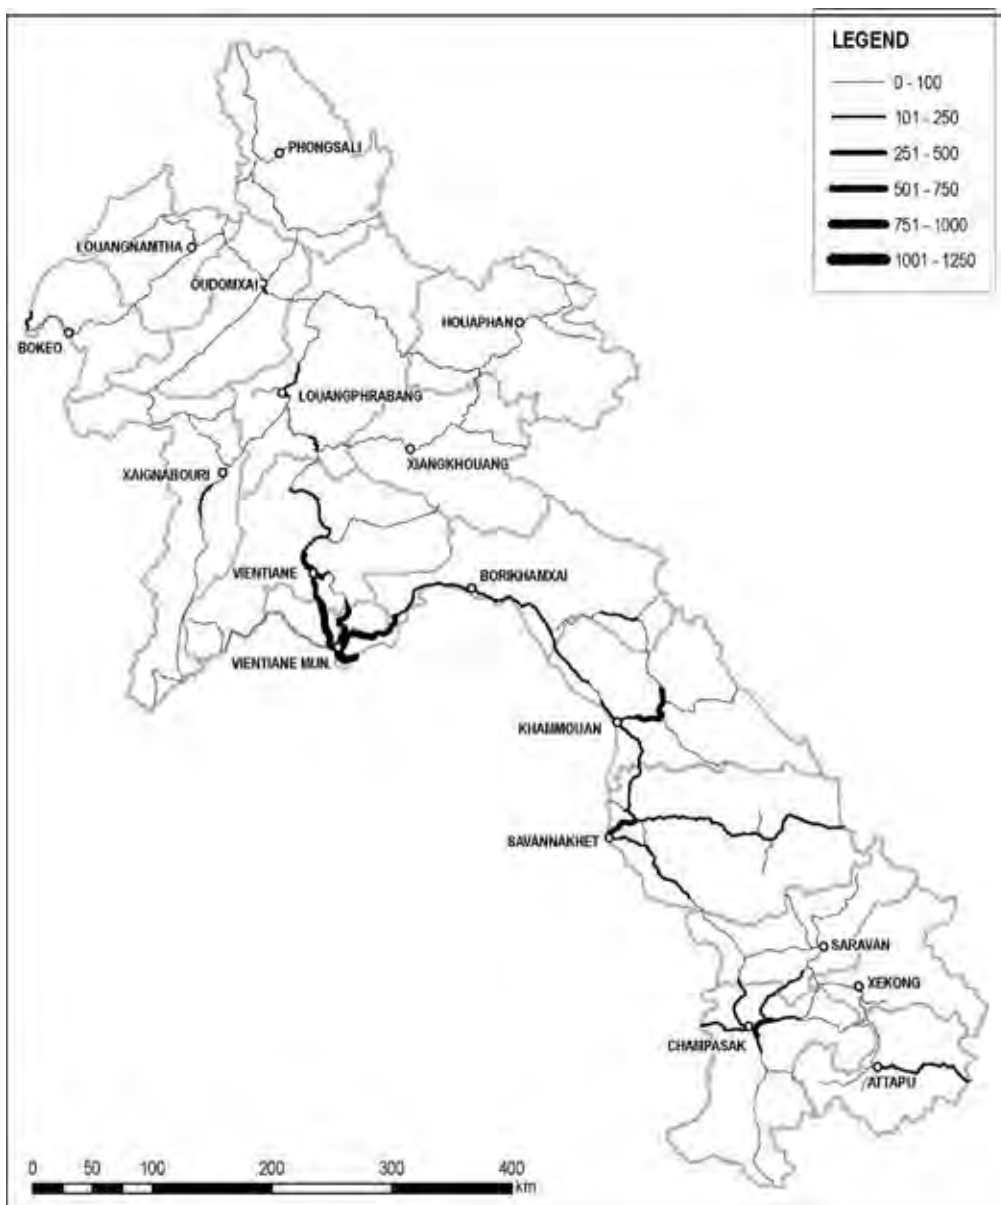 LEGEND
0 - 100
101 - 250
251 - 500
501 - 750
751 - 1000
1001 - 1250
PHONGSALI
LOUANGNAMTHA
OUDOMXAI
HOUAPHAN
BOKEO
LOUANGPHRABANG
XIANGKHOUANG
XAIGNABOURI
VIENTIANE
BORIKHAMXAI
VIENTIANE MUN.
KHAMMOUAN
SAVANNAKHET
SARAVAN
XEKONG
CHAMPASAK
ATTAPU
0 50 100 200 300 400
km